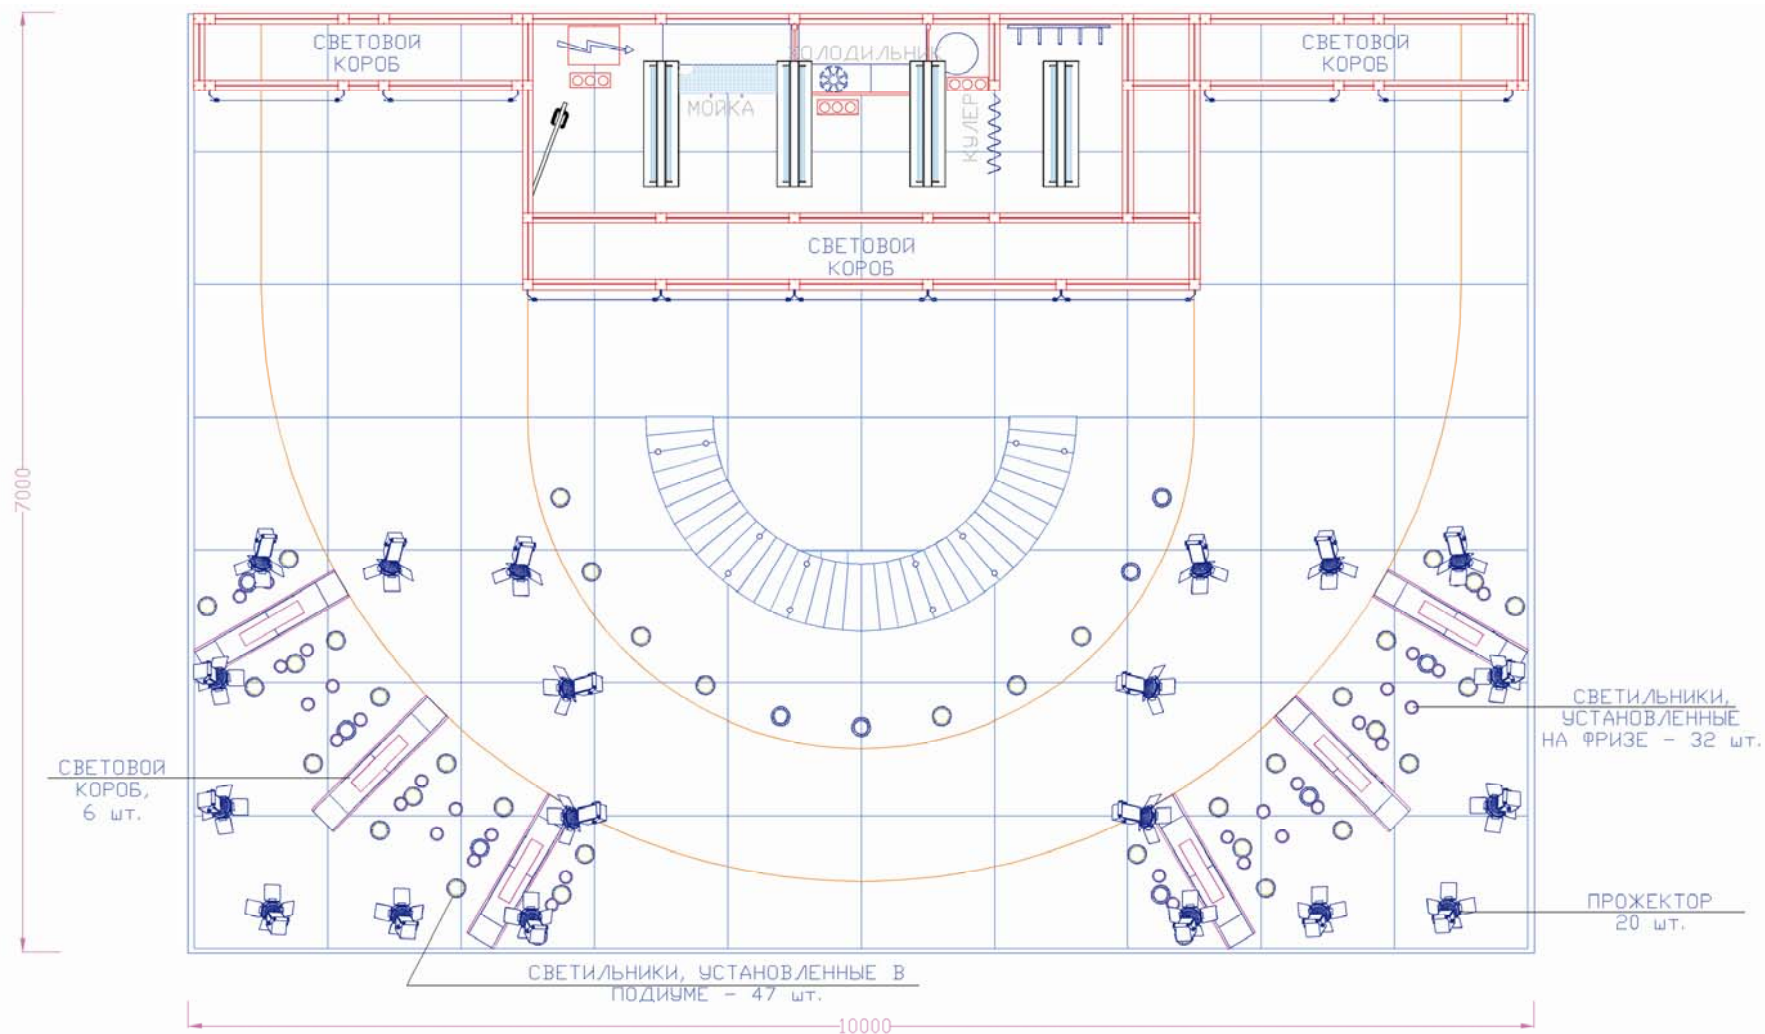 СВЕТОВОЙ
КОРОБ
ХОЛОДИЛЬНИК
СВЕТОВОЙ
КОРОБ
МОЙКА
КУЛЕР
СВЕТОВОЙ
КОРОБ
7000
СВЕТИЛЬНИКИ,
УСТАНОВЛЕННЫЕ
НА ФРИЗЕ - 32 шт.
СВЕТОВОЙ
КОРОБ,
6 шт.
ПРОЖЕКТОР
20 шт.
СВЕТИЛЬНИКИ, УСТАНОВЛЕННЫЕ В
ПОДИУМЕ - 47 шт.
10000